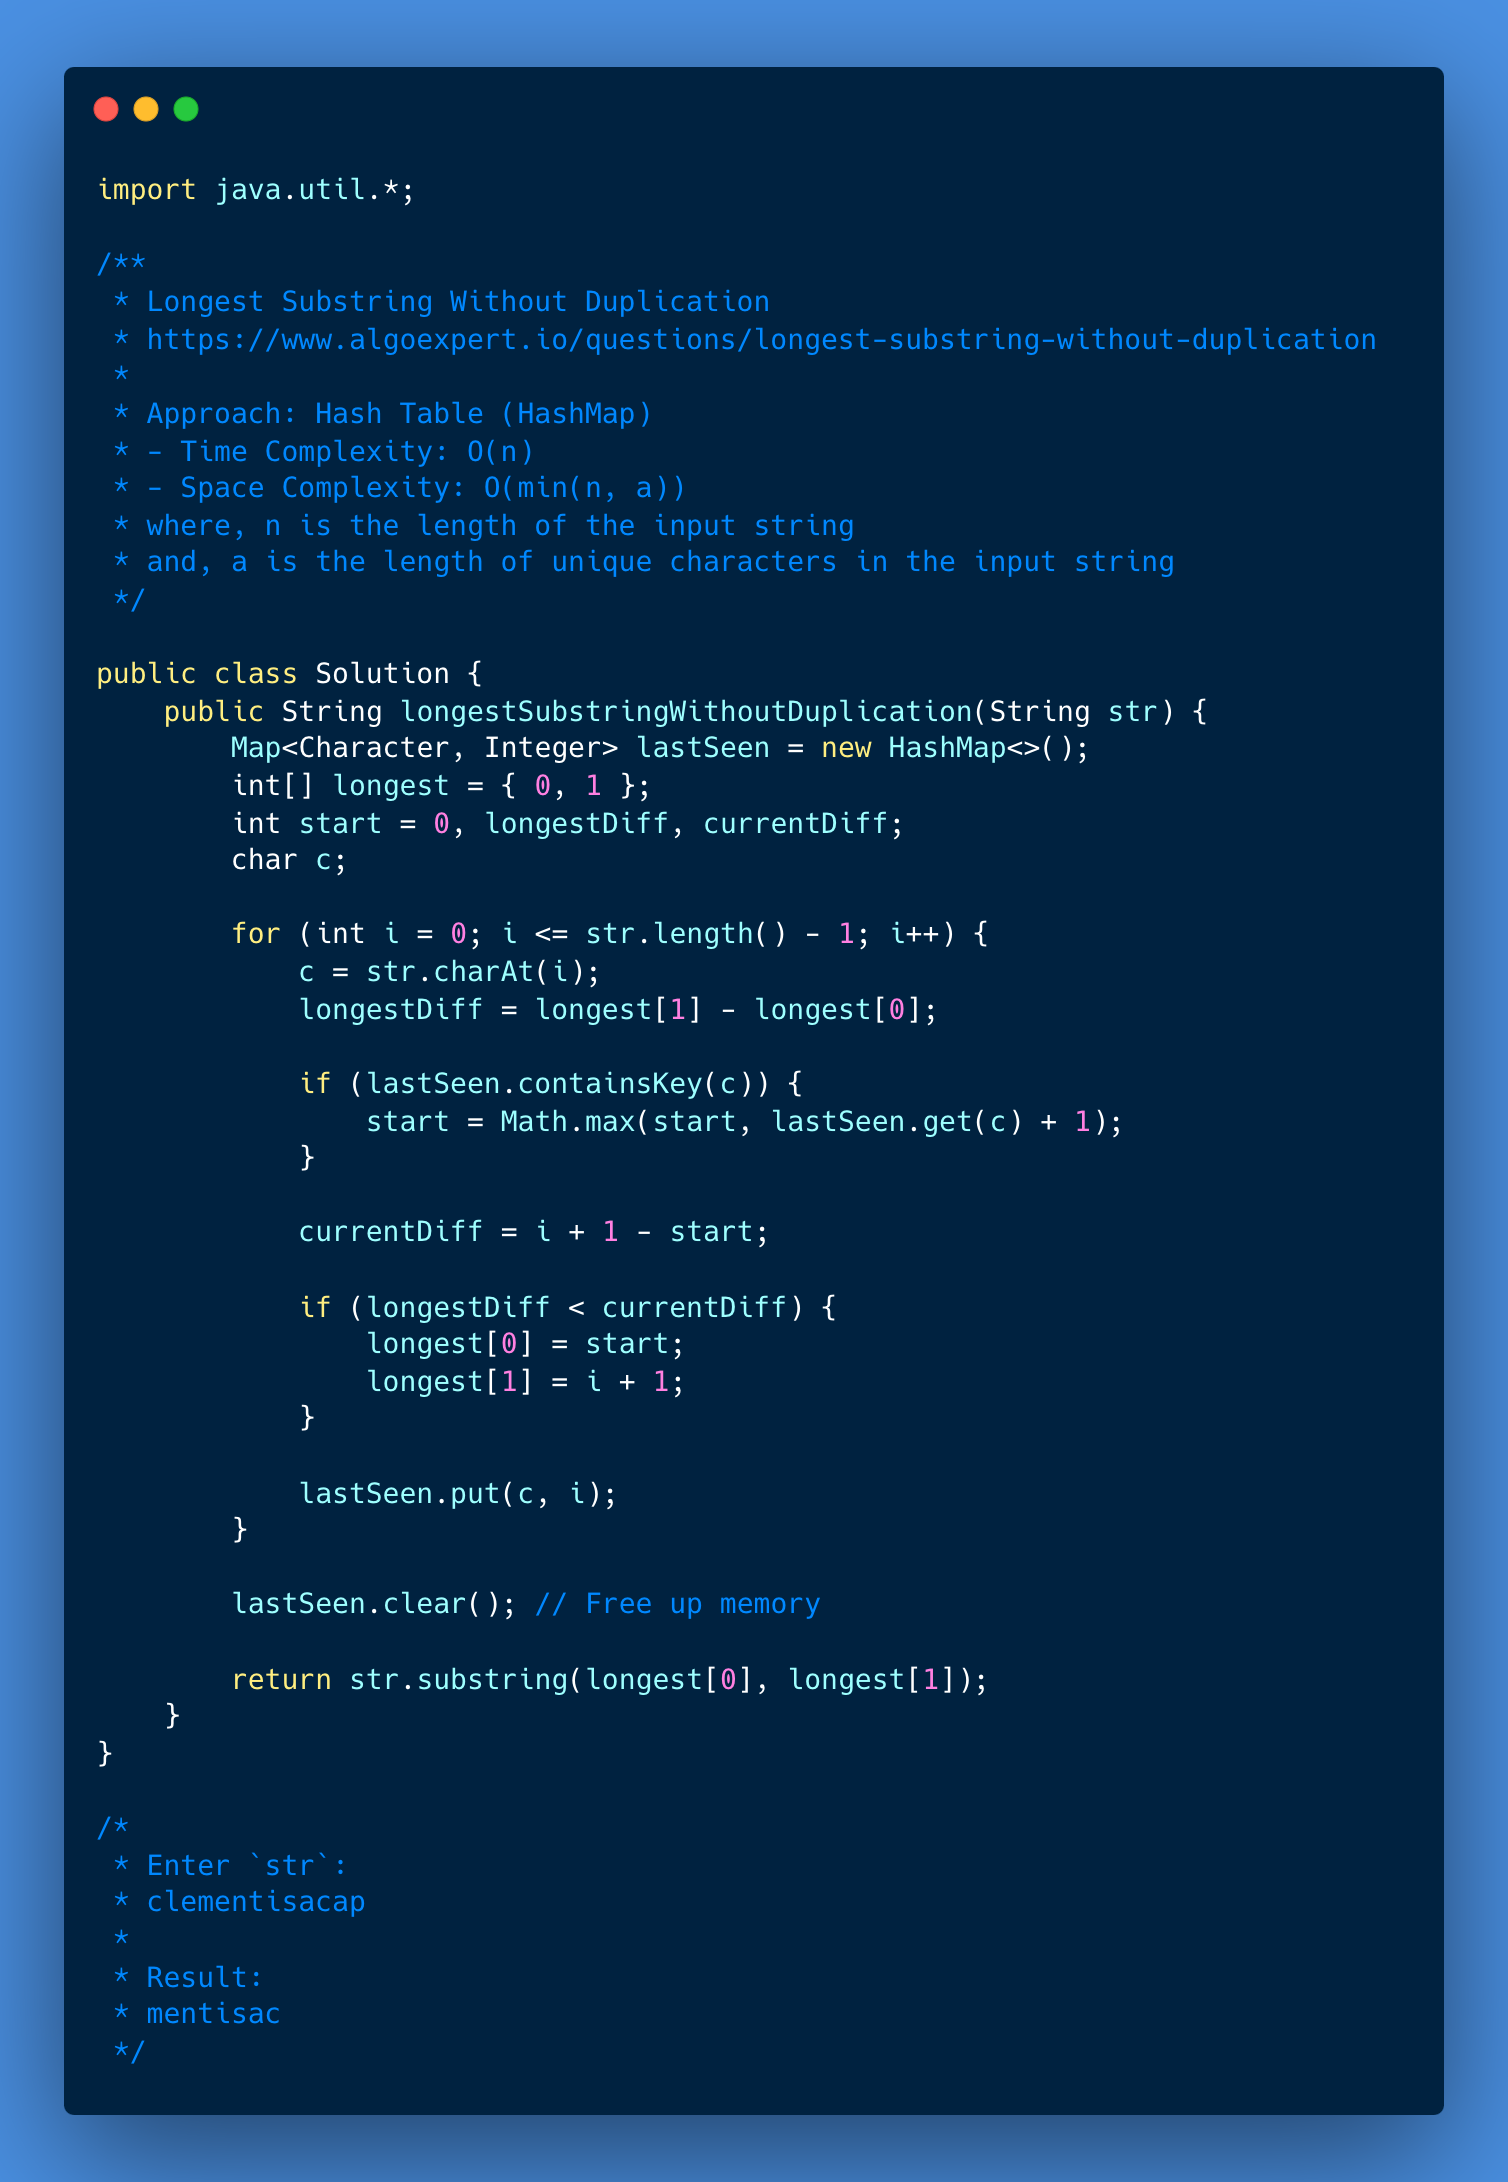 import java.util.*;

/**
 * Longest Substring Without Duplication
 * https://www.algoexpert.io/questions/longest-substring-without-duplication
 *
 * Approach: Hash Table (HashMap)
 * - Time Complexity: O(n)
 * - Space Complexity: O(min(n, a))
 * where, n is the length of the input string
 * and, a is the length of unique characters in the input string
 */

public class Solution {
    public String longestSubstringWithoutDuplication(String str) {
        Map<Character, Integer> lastSeen = new HashMap<>();
        int[] longest = { 0, 1 };
        int start = 0, longestDiff, currentDiff;
        char c;

        for (int i = 0; i <= str.length() - 1; i++) {
            c = str.charAt(i);
            longestDiff = longest[1] - longest[0];

            if (lastSeen.containsKey(c)) {
                start = Math.max(start, lastSeen.get(c) + 1);
            }

            currentDiff = i + 1 - start;

            if (longestDiff < currentDiff) {
                longest[0] = start;
                longest[1] = i + 1;
            }

            lastSeen.put(c, i);
        }

        lastSeen.clear(); // Free up memory

        return str.substring(longest[0], longest[1]);
    }
}

/*
 * Enter `str`:
 * clementisacap
 *
 * Result:
 * mentisac
 */